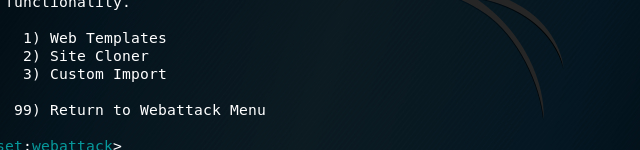 functionality.
1) Web Templates
2) Site Cloner
3) Custom Import
99) Return to Webattack Menu
set:webattack>